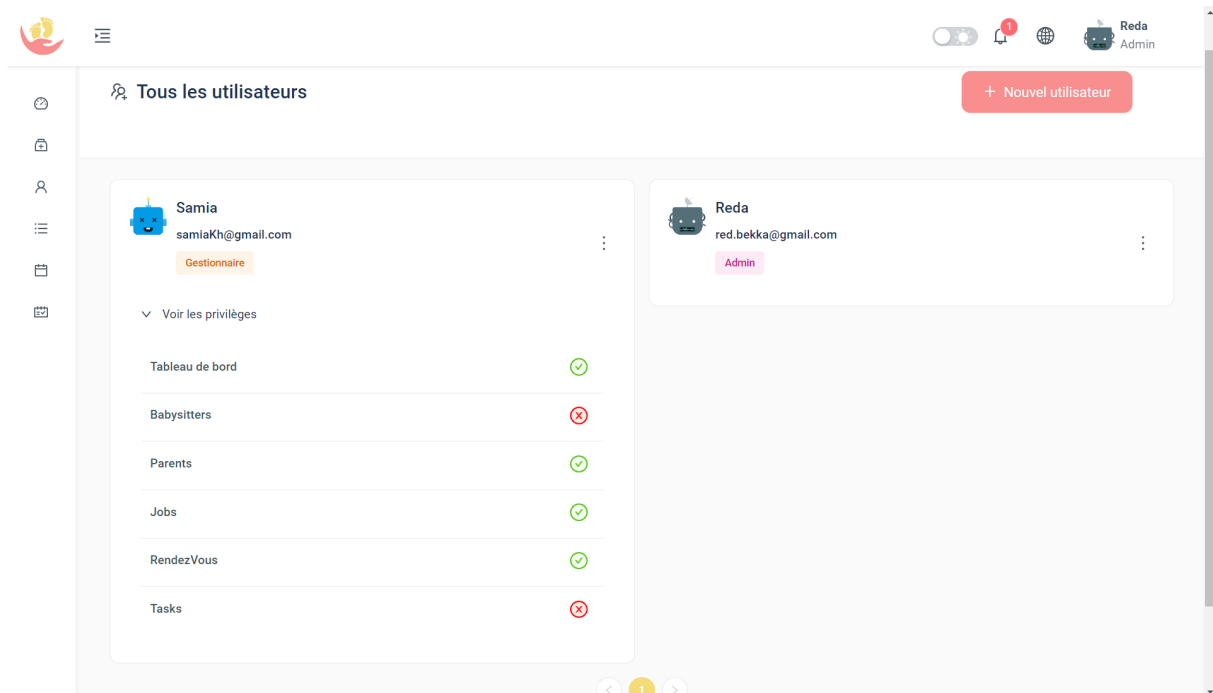 1
Reda
Admin
Tous les utilisateurs
+ Nouvel utilisateur
Samia
samiaKh@gmail.com
Gestionnaire
Reda
red.bekka@gmail.com
Admin
Voir les privilèges
Tableau de bord
Babysitters
Parents
Jobs
RendezVous
Tasks
1